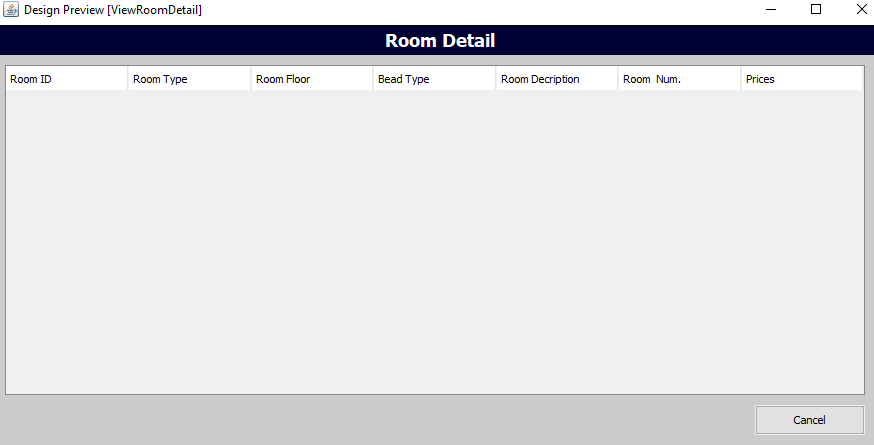 Design Preview [ViewRoomDetail]
Room Detail
Room ID Room Type Room Floor Bead Type Room Decription Room Num. Prices
Cancel